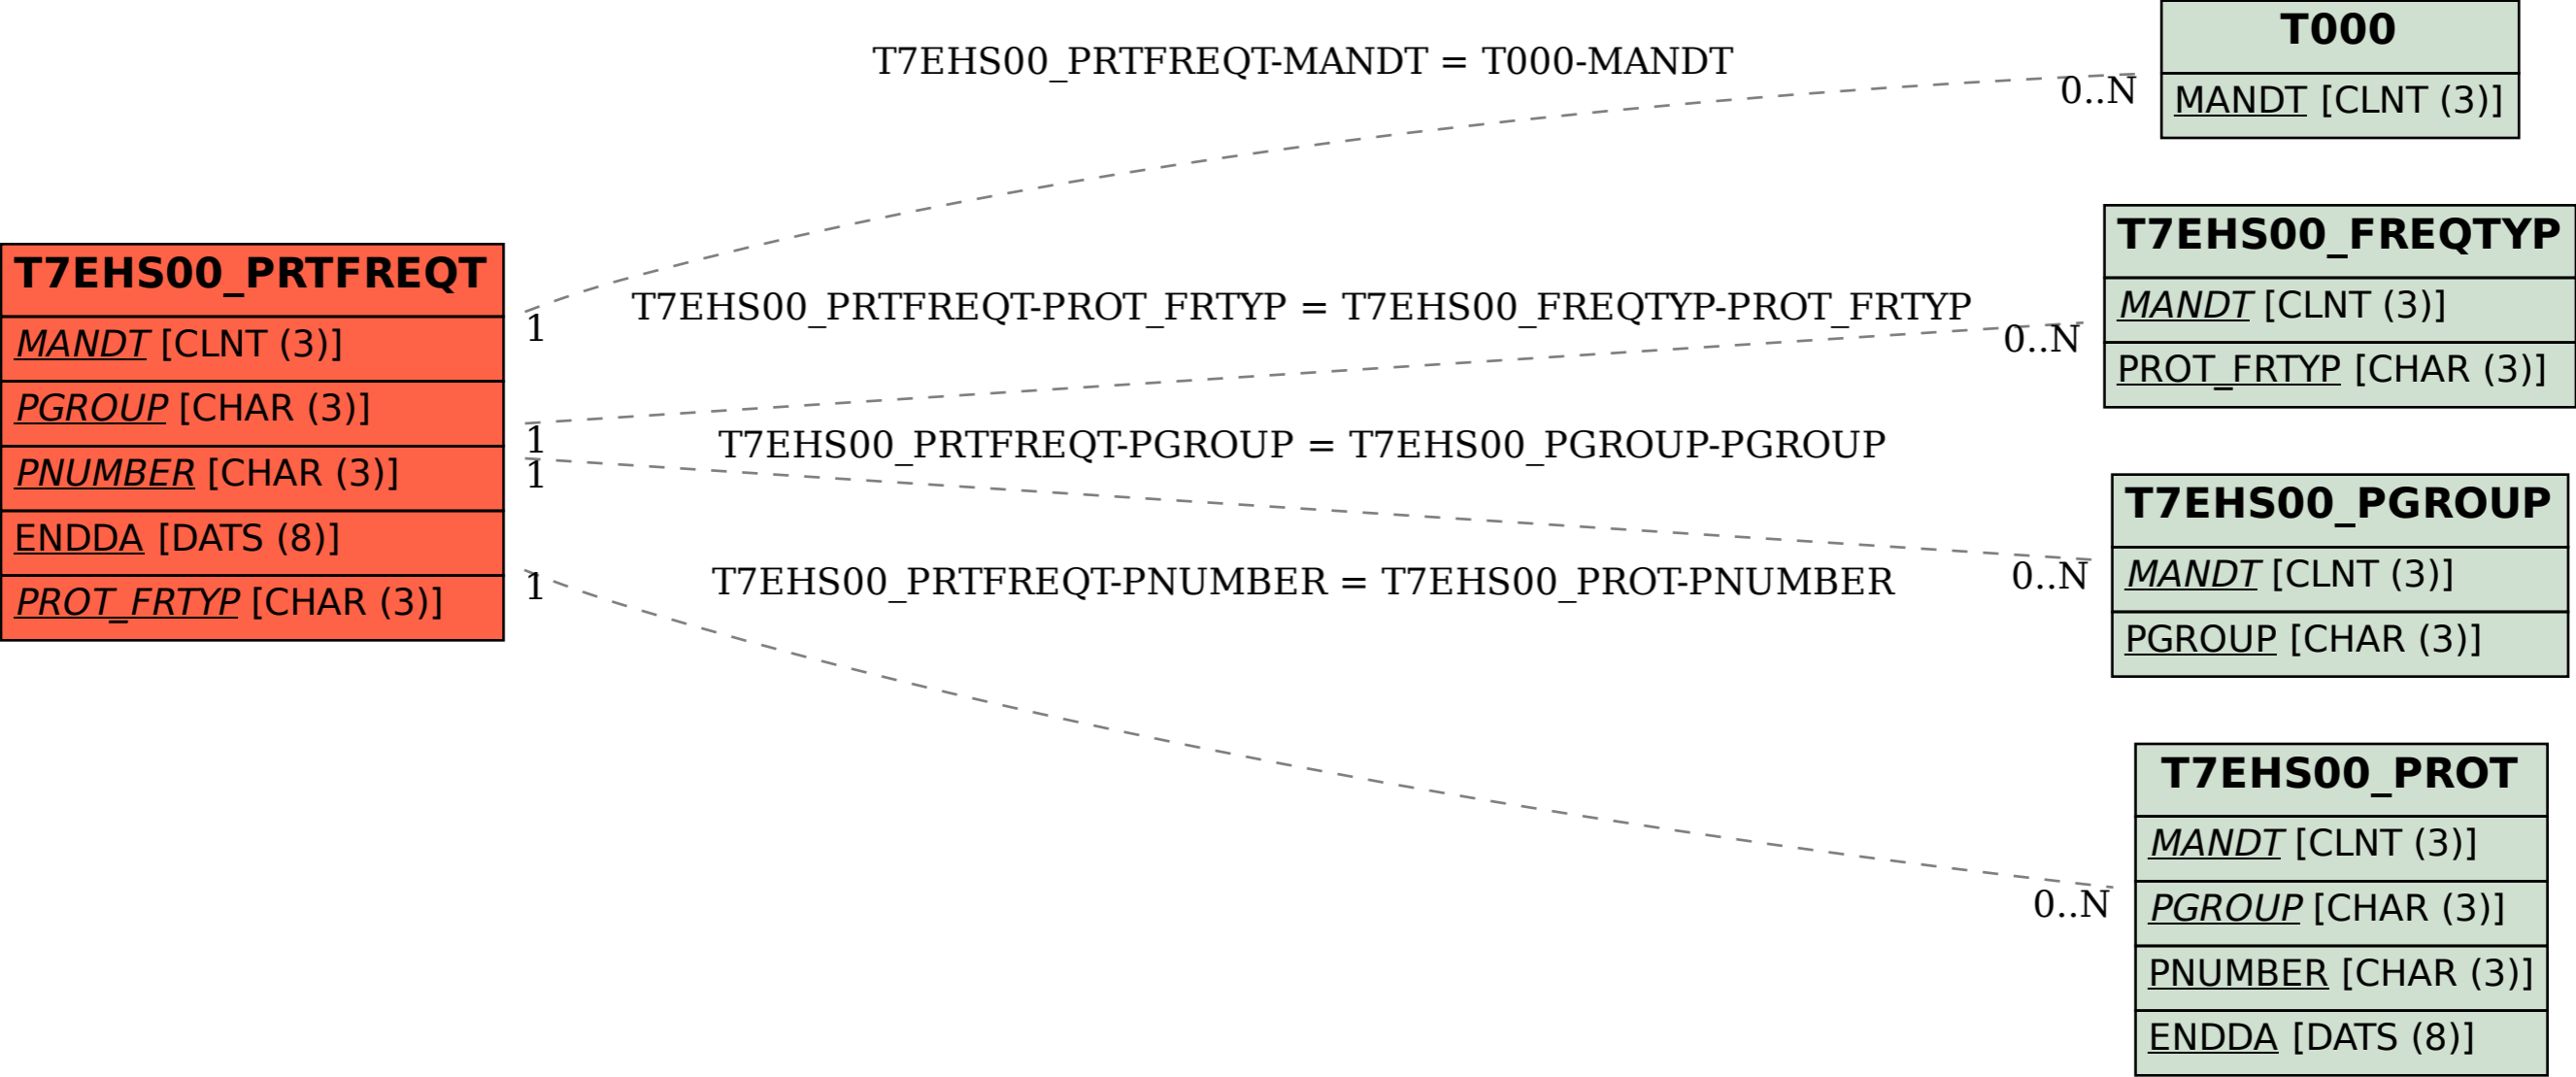 T7EHS00_PRTFREQT
MANDT [CLNT (3)]
PGROUP [CHAR (3)]
PNUMBER [CHAR (3)]
ENDDA [DATS (8)]
PROT_FRTYP [CHAR (3)]
T7EHS00_PRTFREQT-MANDT = T000-MANDT
1
0..N
T7EHS00_PRTFREQT-PROT_FRTYP = T7EHS00_FREQTYP-PROT_FRTYP
1
0..N
T7EHS00_PRTFREQT-PGROUP = T7EHS00_PGROUP-PGROUP
1
0..N
T7EHS00_PRTFREQT-PNUMBER = T7EHS00_PROT-PNUMBER
1
0..N
T000
MANDT [CLNT (3)]
T7EHS00_FREQTYP
MANDT [CLNT (3)]
PROT_FRTYP [CHAR (3)]
T7EHS00_PGROUP
MANDT [CLNT (3)]
PGROUP [CHAR (3)]
T7EHS00_PROT
MANDT [CLNT (3)]
PGROUP [CHAR (3)]
PNUMBER [CHAR (3)]
ENDDA [DATS (8)]